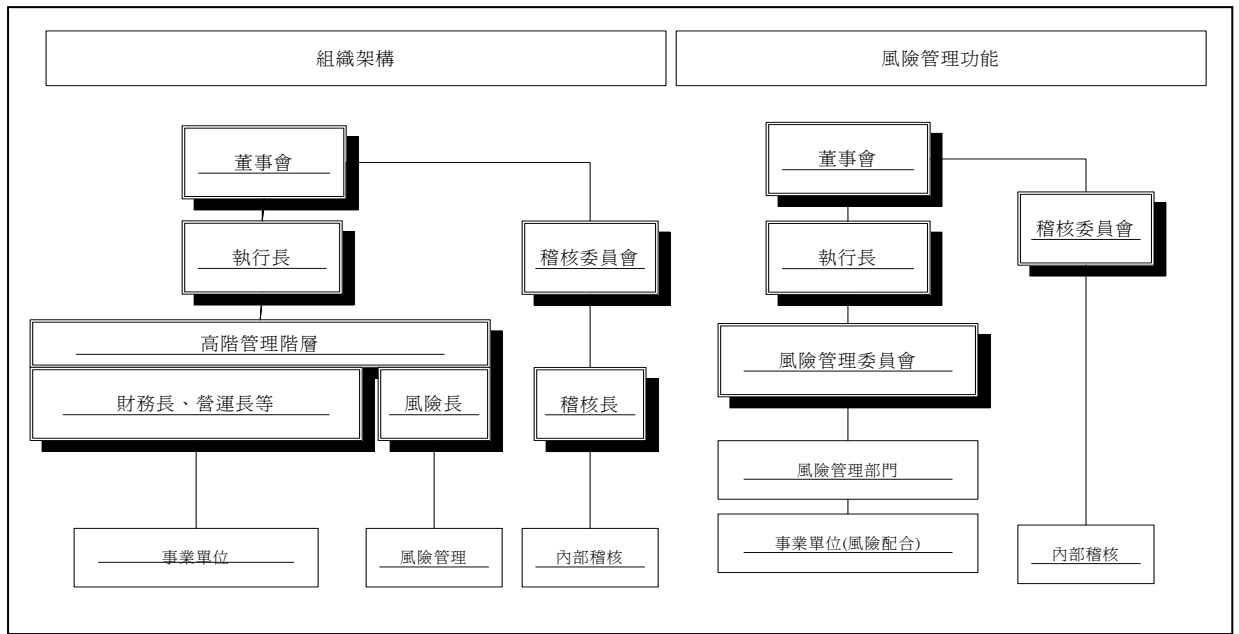 組織架構
董事會
執行長
稽核委員會
高階管理階層
財務長、營運長等
風險長
稽核長
事業單位
風險管理
內部稽核
風險管理功能
董事會
執行長
稽核委員會
風險管理委員會
風險管理部門
事業單位(風險配合)
內部稽核